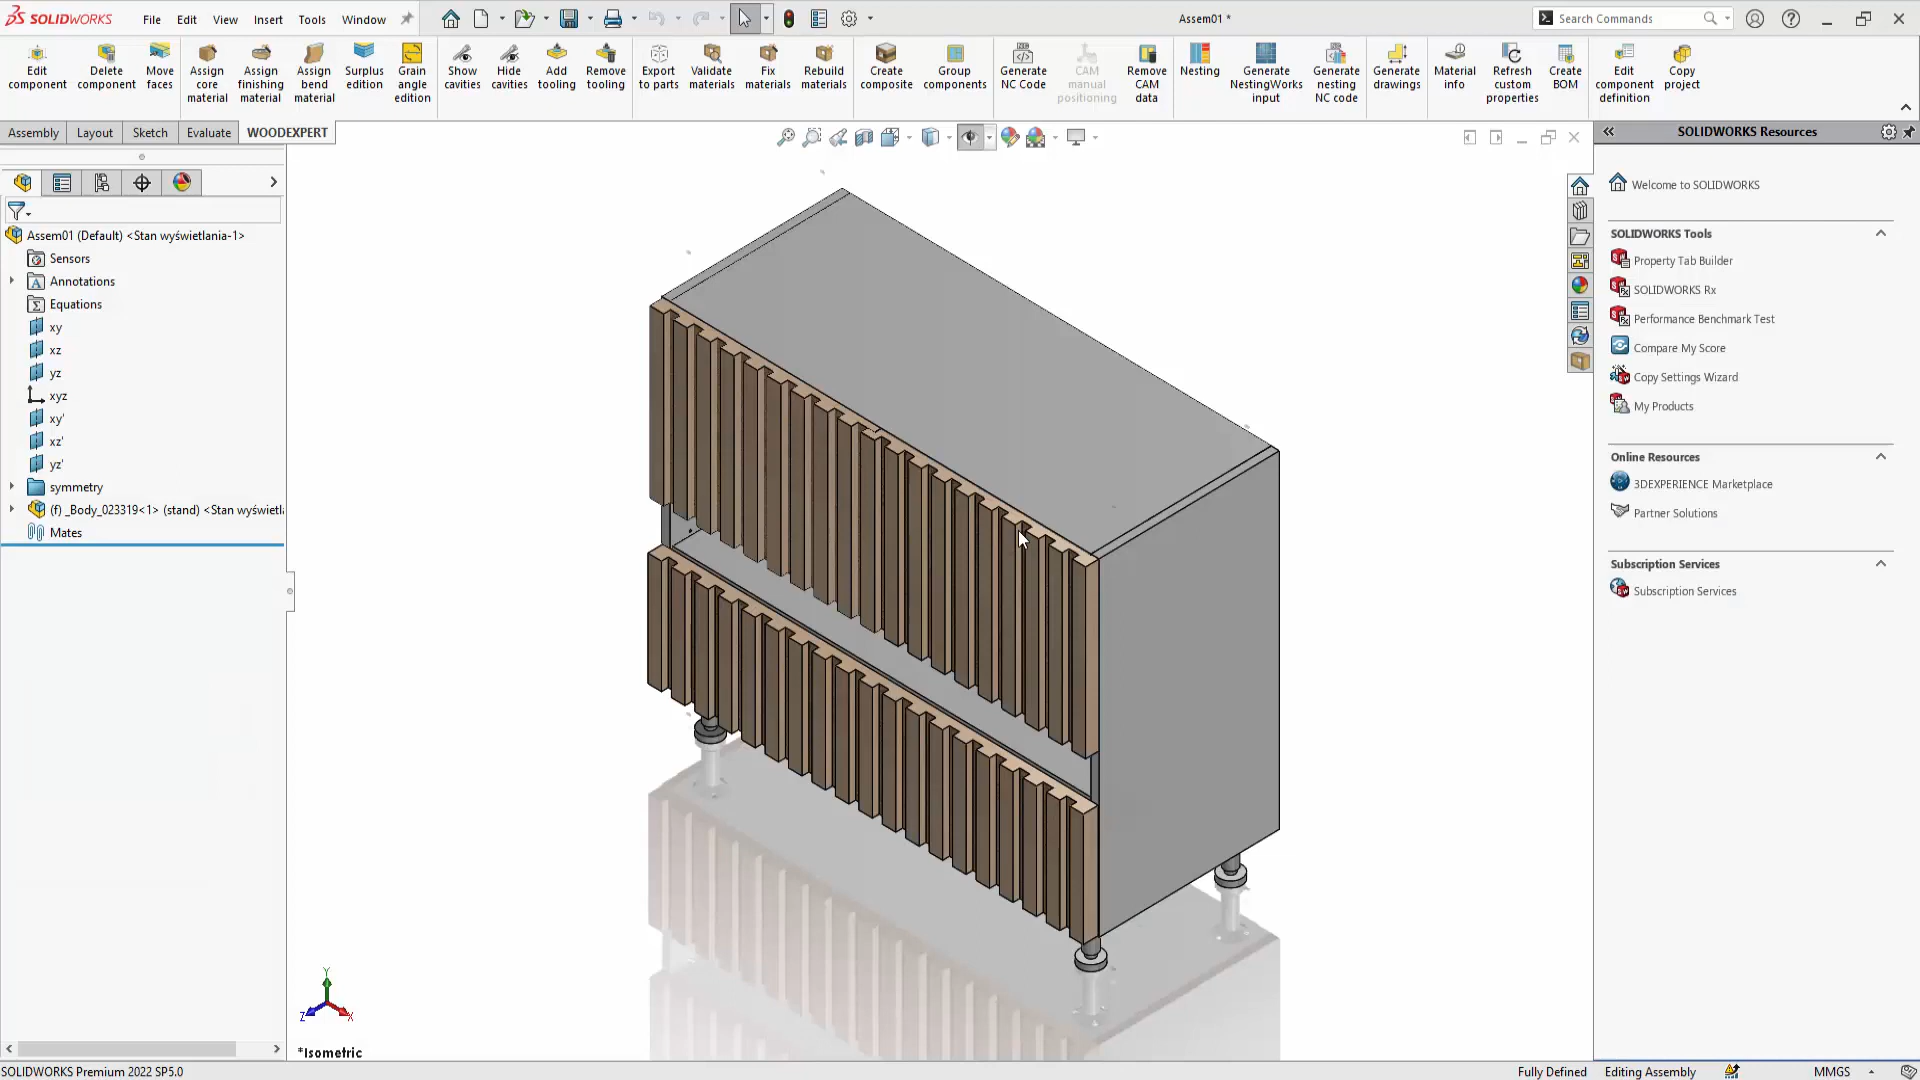 SOLIDWORKS File Edit View Insert Tools Window Assem01 * Search Commands
Edit component
Delete component
Move faces
Assign core material
Assign finishing material
Assign bend material
Surplus edition
Grain angle edition
Show cavities
Hide cavities
Add tooling
Remove tooling
Export to parts
Validate materials
Fix materials
Rebuild materials
Create composite
Group components
Generate NC Code
CAM manual positioning
Remove CAM data
Nesting
Generate NestingWorks input
Generate nesting NC code
Generate drawings
Material info
Refresh custom properties
Create BOM
Edit component definition
Copy project
Assembly Layout Sketch Evaluate WOODEXPERT
Assem01 (Default) <Stan wyświetlania-1>
Sensors
Annotations
Equations
xy
xz
yz
xyz
xy'
xz'
yz'
symmetry
(f) _Body_023319<1> (stand) <Stan wyświetl
Mates
Y
Z
X
*Isometric
SOLIDWORKS Resources
Welcome to SOLIDWORKS
SOLIDWORKS Tools
Property Tab Builder
SOLIDWORKS Rx
Performance Benchmark Test
Compare My Score
Copy Settings Wizard
My Products
Online Resources
3DEXPERIENCE Marketplace
Partner Solutions
Subscription Services
Subscription Services
SOLIDWORKS Premium 2022 SP5.0 Fully Defined Editing Assembly MMGS